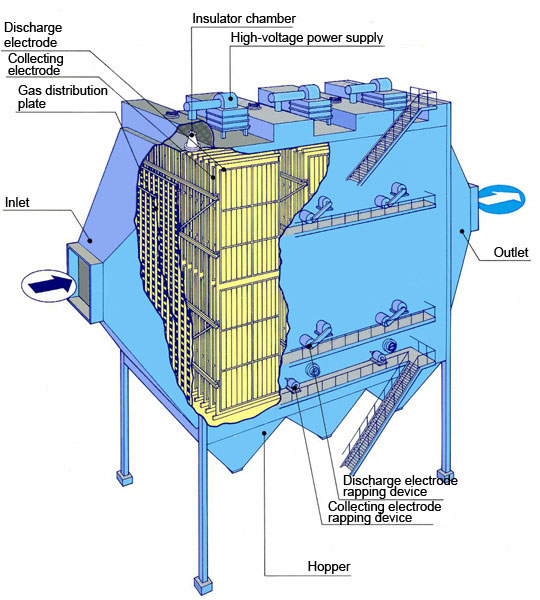 Insulator chamber
Discharge
electrode
High-voltage power supply
Collecting
electrode
Gas distribution
plate
Inlet
Outlet
Discharge electrode
rapping device
Collecting electrode
rapping device
Hopper